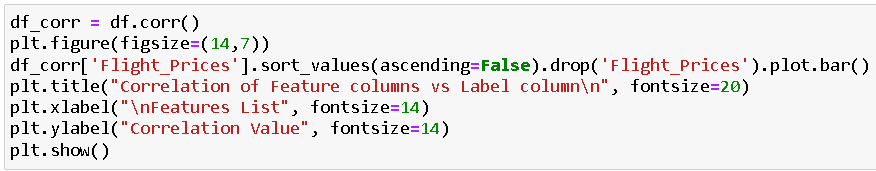 df_corr = df.corr()
plt.figure(figsize=(14,7))
df_corr['Flight_Prices'].sort_values(ascending=False).drop('Flight_Prices').plot.bar()
plt.title("Correlation of Feature columns vs Label column\n", fontsize=20)
plt.xlabel("\nFeatures List", fontsize=14)
plt.ylabel("Correlation Value", fontsize=14)
plt.show()